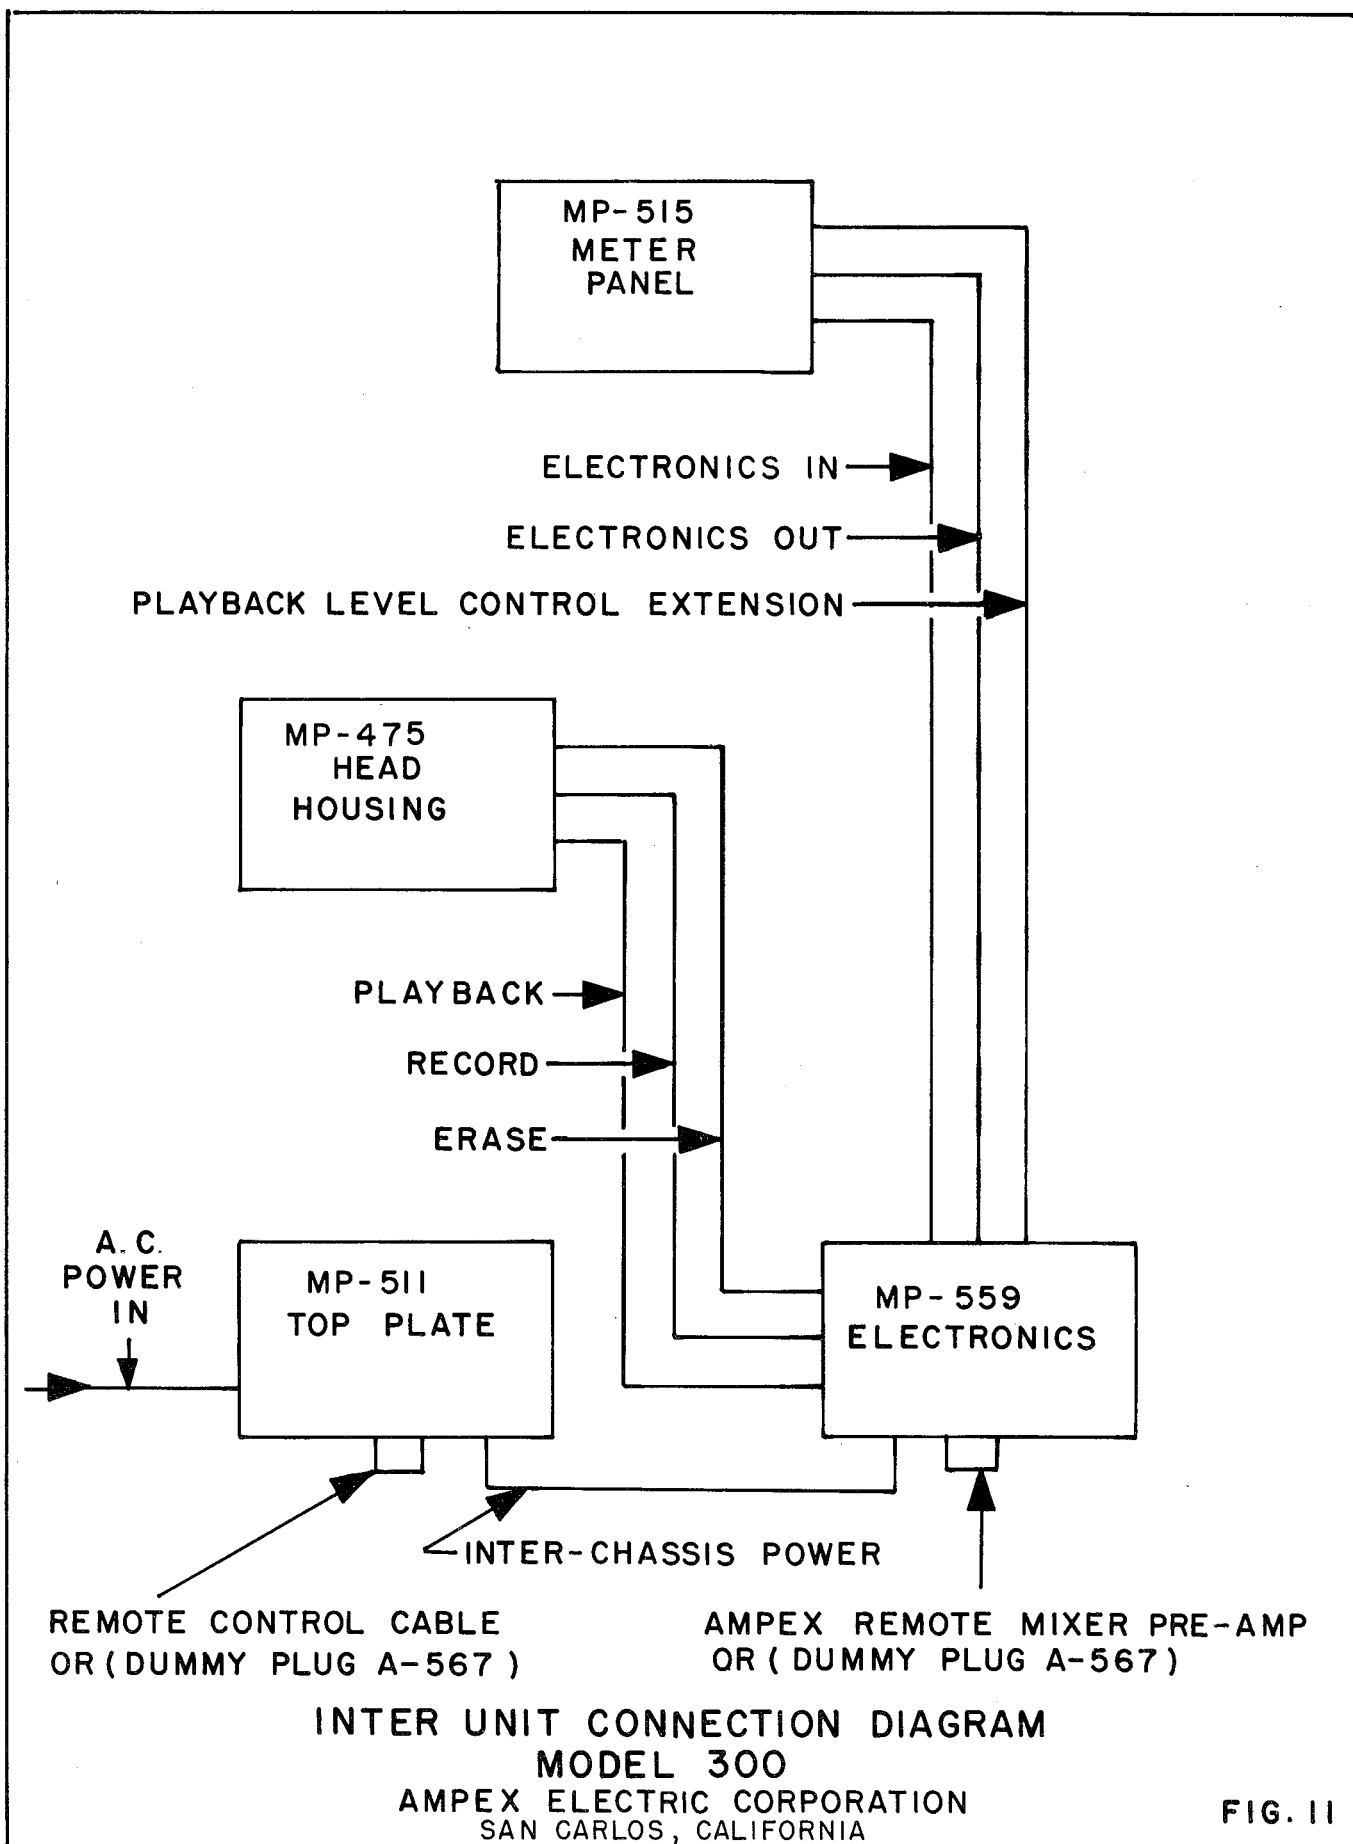 MP-515
METER
PANEL
ELECTRONICS IN
ELECTRONICS OUT
PLAYBACK LEVEL CONTROL EXTENSION
MP-475
HEAD
HOUSING
PLAYBACK
RECORD
ERASE
A.C.
POWER
IN
MP-511
TOP PLATE
MP-559
ELECTRONICS
INTER-CHASSIS POWER
REMOTE CONTROL CABLE
OR (DUMMY PLUG A-567)
AMPEX REMOTE MIXER PRE-AMP
OR (DUMMY PLUG A-567)
INTER UNIT CONNECTION DIAGRAM
MODEL 300
AMPEX ELECTRIC CORPORATION
SAN CARLOS, CALIFORNIA
FIG. 11